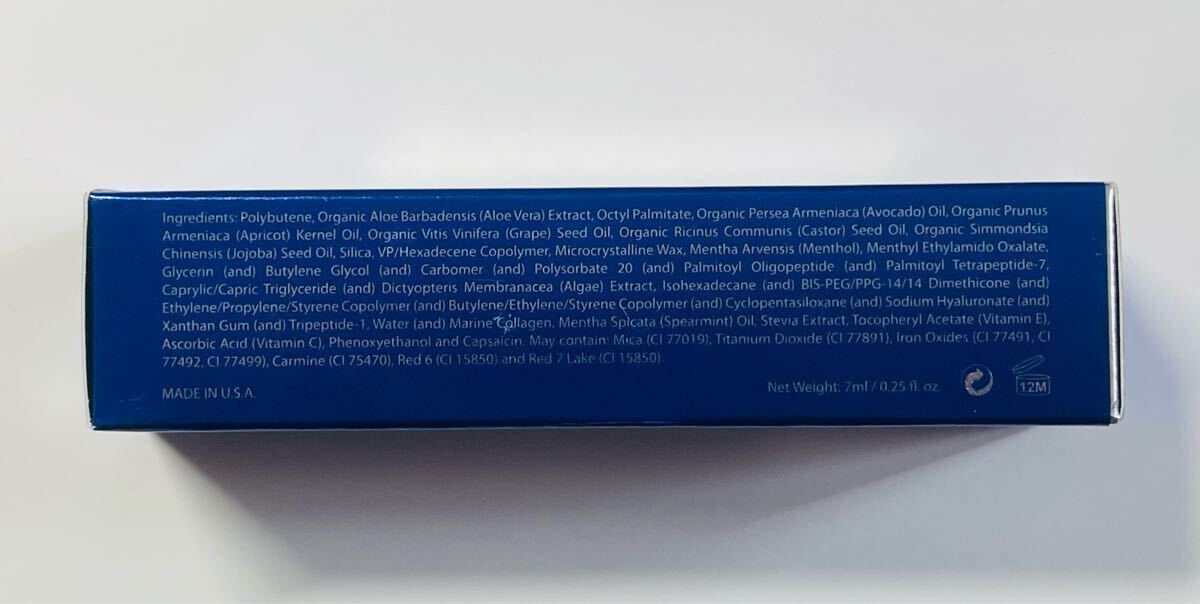 Ingredients: Polybutene, Organic Aloe Barbadensis (Aloe Vera) Extract, Octyl Palmitate, Organic Persea Armeniaca (Avocado) Oil, Organic Prunus
Armeniaca (Apricot) Kernel Oil, Organic Vitis Vinifera (Grape) Seed Oil, Organic Ricinus Communis (Castor) Seed Oil, Organic Simmondsia
Chinensis (Jojoba) Seed Oil, Silica, VP/Hexadecene Copolymer, Microcrystalline Wax, Mentha Arvensis (Menthol), Menthyl Ethylamido Oxalate,
Glycerin (and) Butylene Glycol (and) Carbomer (and) Polysorbate 20 (and) Palmitoyl Oligopeptide (and) Palmitoyl Tetrapeptide-7,
Caprylic/Capric Triglyceride (and) Dictyopteris Membranacea (Algae) Extract, Isohexadecane (and) BIS-PEG/PPG-14/14 Dimethicone (and)
Ethylene/Propylene/Styrene Copolymer (and) Butylene/Ethylene/Styrene Copolymer (and) Cyclopentasiloxane (and) Sodium Hyaluronate (and)
Xanthan Gum (and) Tripeptide-1, Water (and) Marine Collagen, Mentha Spicata (Spearmint) Oil, Stevia Extract, Tocopheryl Acetate (Vitamin E),
Ascorbic Acid (Vitamin C), Phenoxyethanol and Capsaicin. May contain: Mica (CI 77019), Titanium Dioxide (CI 77891), Iron Oxides (CI 77491, CI
77492, CI 77499), Carmine (CI 75470), Red 6 (CI 15850) and Red 7 Lake (CI 15850).
MADE IN U.S.A.
Net Weight: 7ml / 0.25 fl. oz.
12M